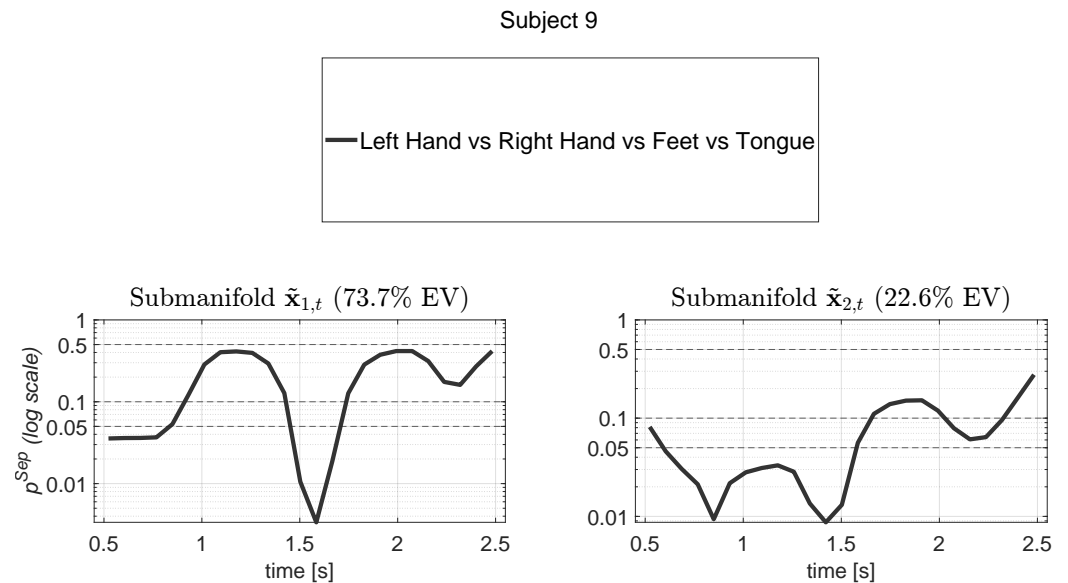 Subject 9
Left Hand vs Right Hand vs Feet vs Tongue
Submanifold x̃1,t (73.7% EV)
Submanifold x̃2,t (22.6% EV)
p^Sep (log scale)
1
0.5
0.1
0.05
0.01
0.5 1 1.5 2 2.5
time [s]
1
0.5
0.1
0.05
0.01
0.5 1 1.5 2 2.5
time [s]